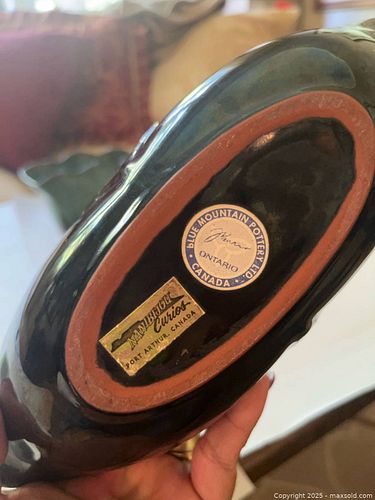 BLUE MOUNTAIN POTTERY LTD.
ONTARIO
CANADA
Curios
PORT ARTHUR, CANADA
Copyright 2025 - maxsold.com